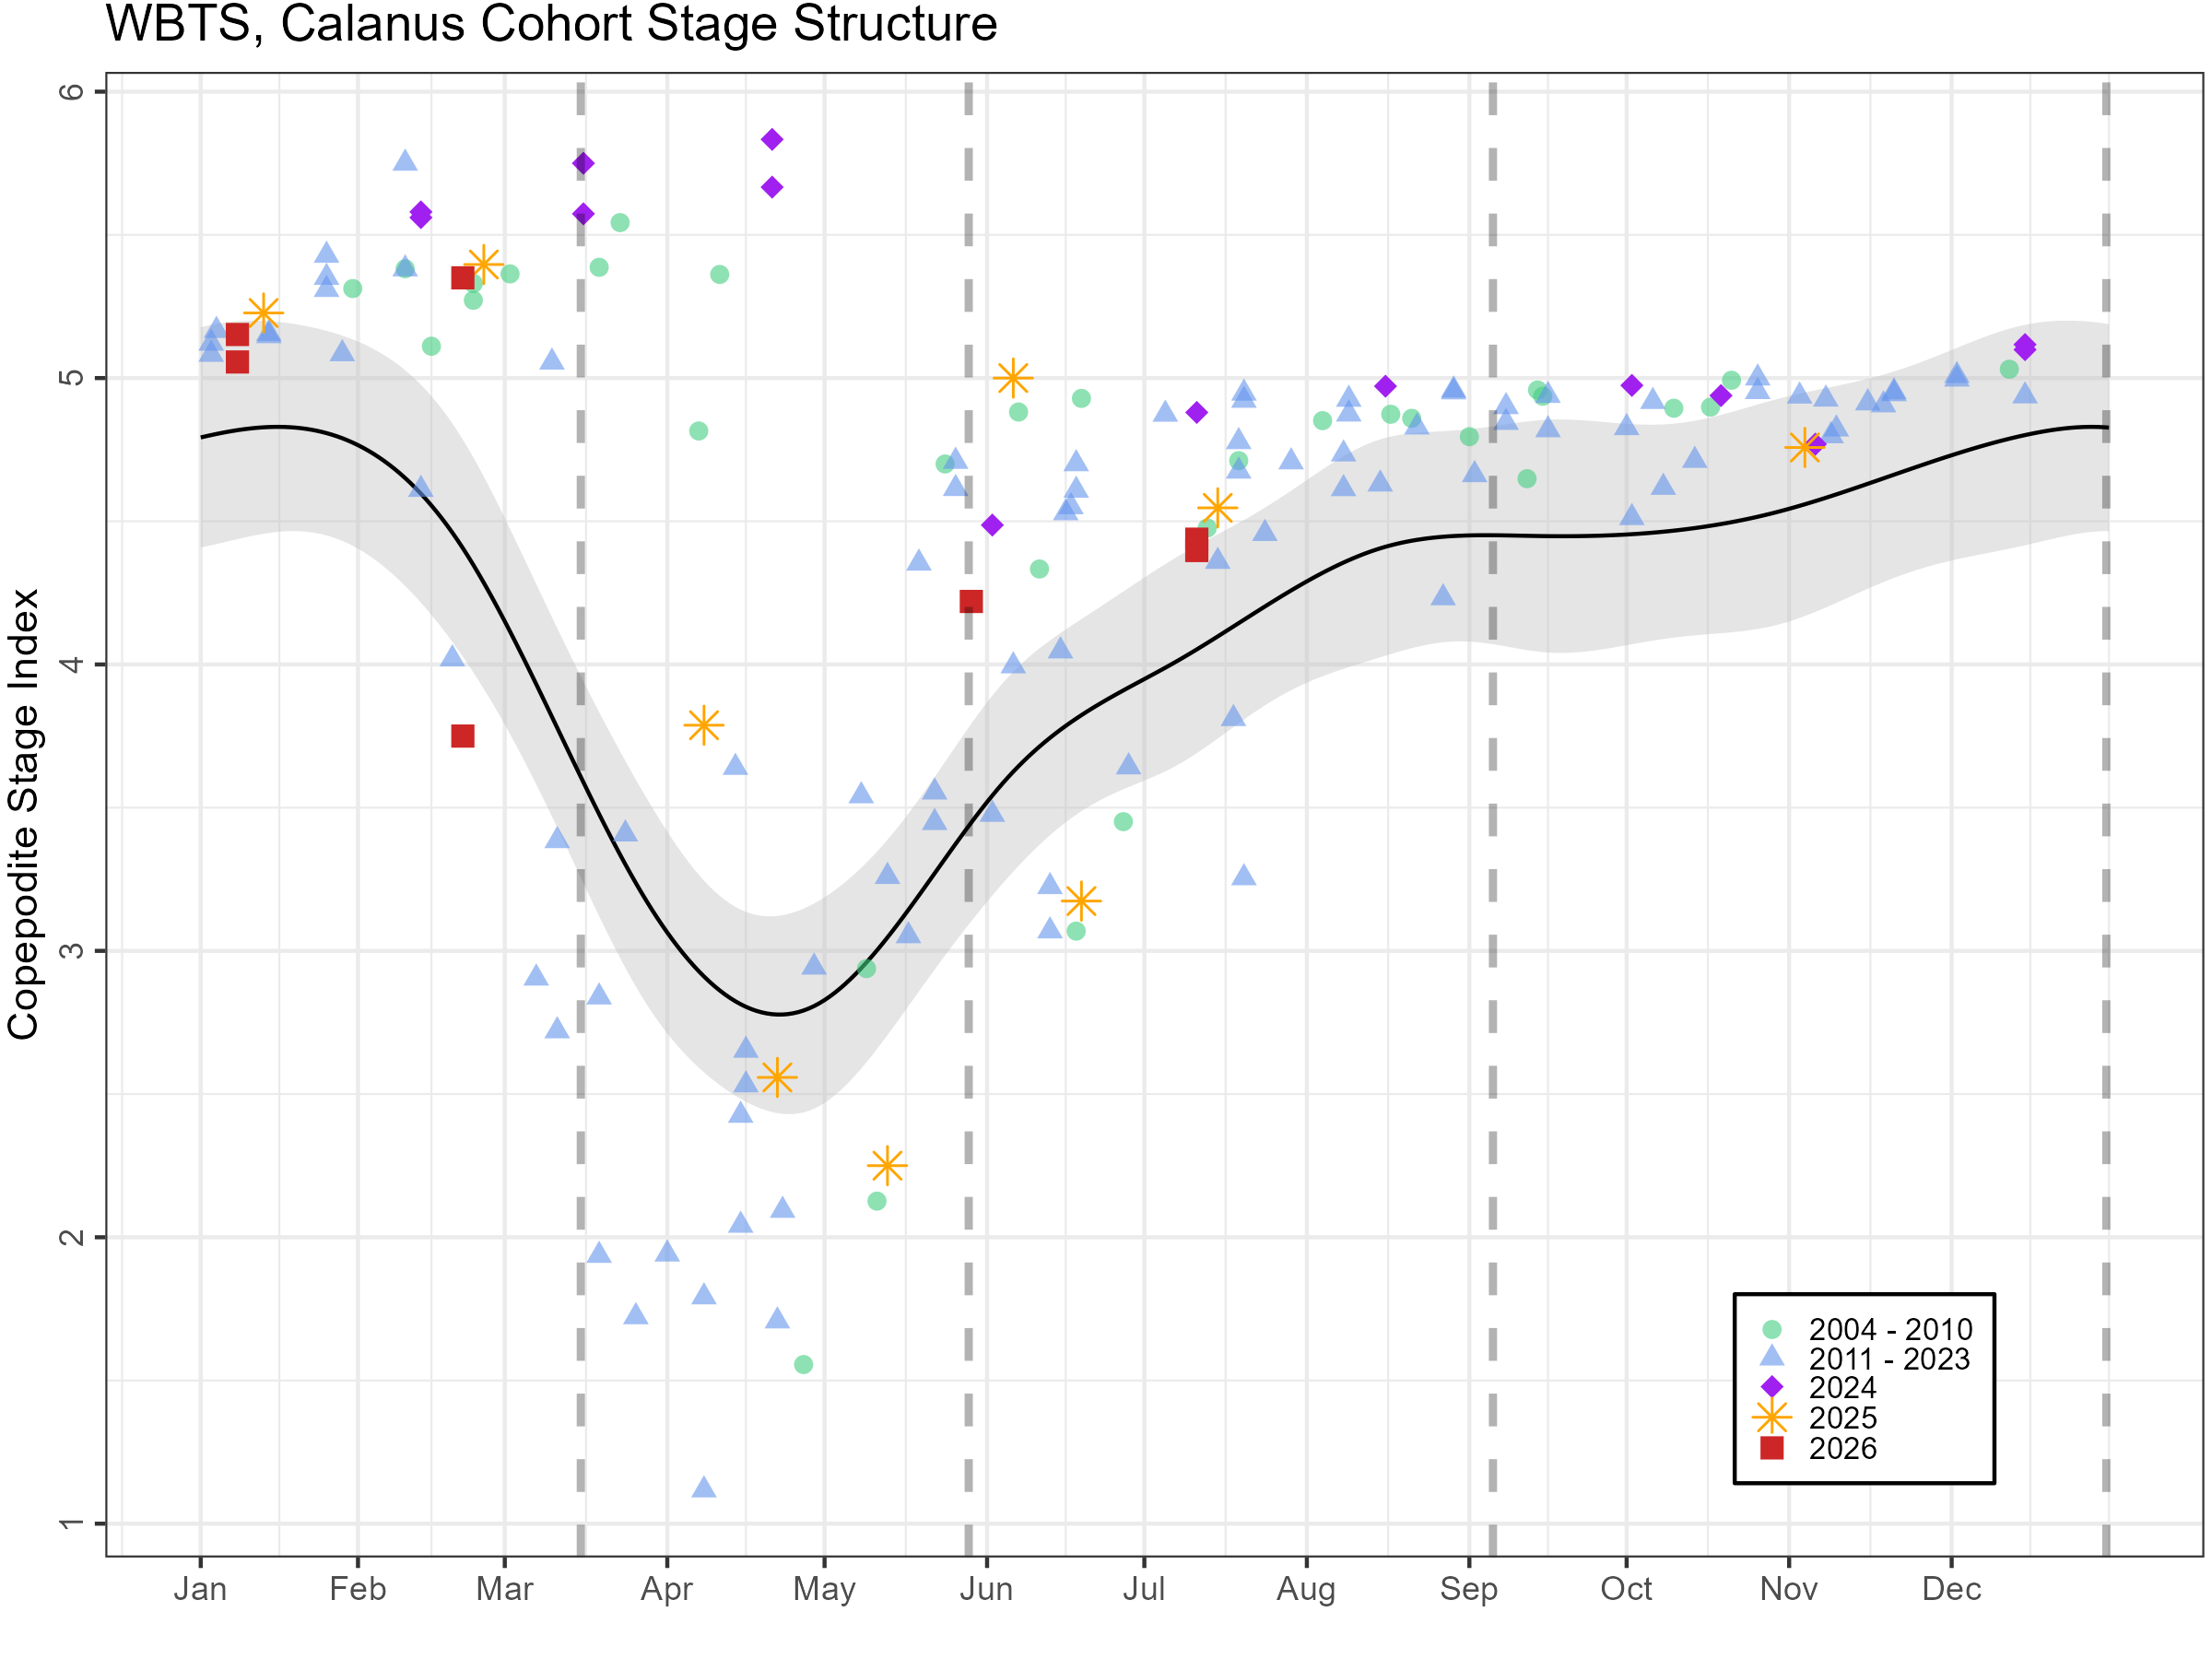 WBTS, Calanus Cohort Stage Structure
Copepodite Stage Index
6
5
4
3
2
1
Jan Feb Mar Apr May Jun Jul Aug Sep Oct Nov Dec
2004 - 2010
2011 - 2023
2024
2025
2026